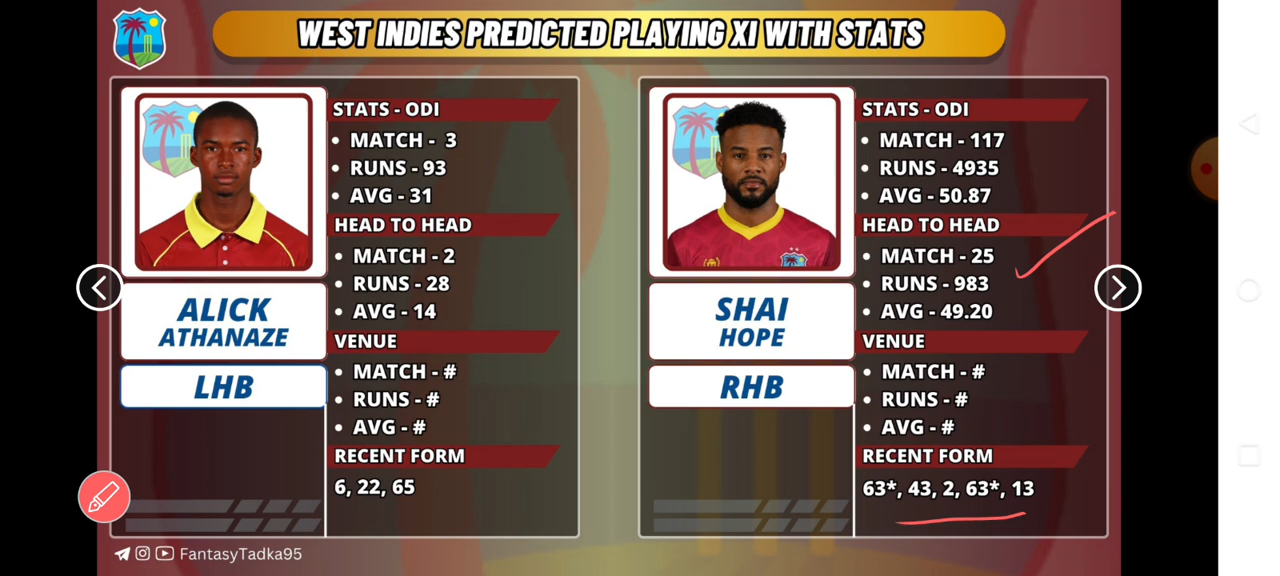 WEST INDIES PREDICTED PLAYING XI WITH STATS
STATS - ODI
• MATCH - 3
• RUNS - 93
• AVG - 31
HEAD TO HEAD
• MATCH - 2
• RUNS - 28
• AVG - 14
VENUE
• MATCH - #
• RUNS - #
• AVG - #
RECENT FORM
6, 22, 65
ALICK
ATHANAZE
LHB
STATS - ODI
• MATCH - 117
• RUNS - 4935
• AVG - 50.87
HEAD TO HEAD
• MATCH - 25
• RUNS - 983
• AVG - 49.20
VENUE
• MATCH - #
• RUNS - #
• AVG - #
RECENT FORM
63*, 43, 2, 63*, 13
SHAI
HOPE
RHB
FantasyTadka95